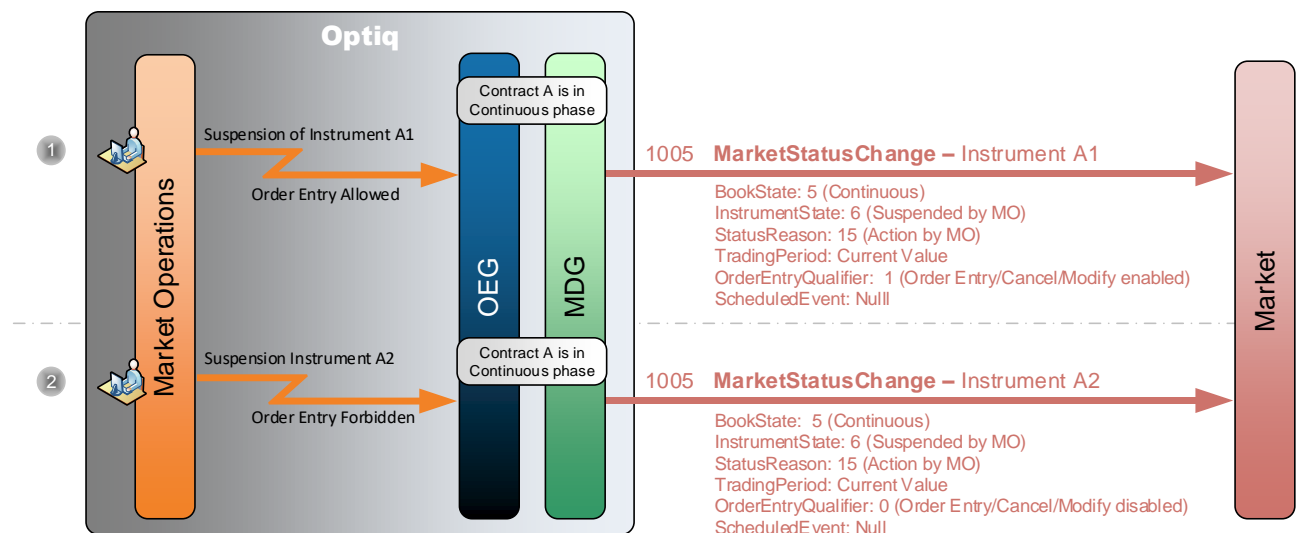 Optiq
Contract A is in
Continuous phase
1
Suspension of Instrument A1
Order Entry Allowed
1005 MarketStatusChange – Instrument A1
BookState: 5 (Continuous)
InstrumentState: 6 (Suspended by MO)
StatusReason: 15 (Action by MO)
TradingPeriod: Current Value
OrderEntryQualifier: 1 (Order Entry/Cancel/Modify enabled)
ScheduledEvent: Null
Market Operations
OEG
MDG
Market
Contract A is in
Continuous phase
2
Suspension Instrument A2
Order Entry Forbidden
1005 MarketStatusChange – Instrument A2
BookState: 5 (Continuous)
InstrumentState: 6 (Suspended by MO)
StatusReason: 15 (Action by MO)
TradingPeriod: Current Value
OrderEntryQualifier: 0 (Order Entry/Cancel/Modify disabled)
ScheduledEvent: Null